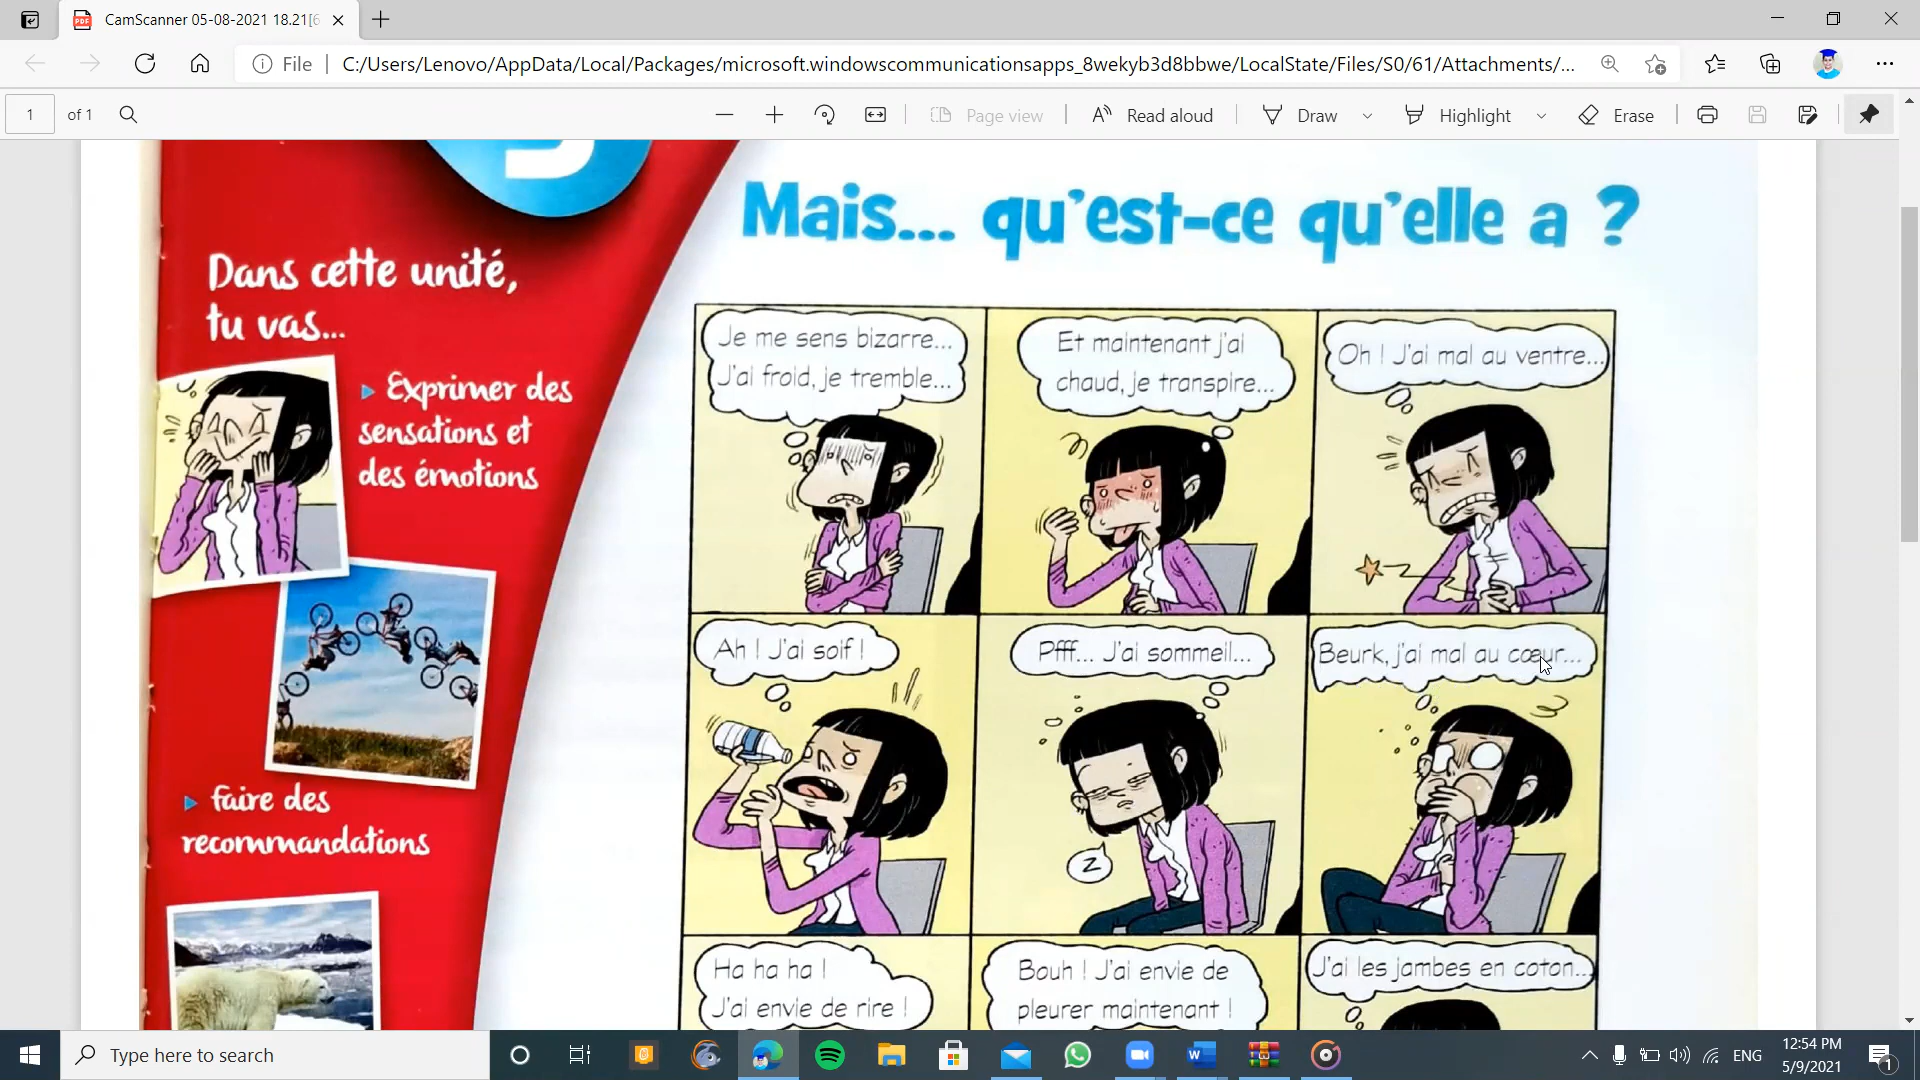 CamScanner 05-08-2021 18.21[6
File
C:/Users/Lenovo/AppData/Local/Packages/microsoft.windowscommunicationsapps_8wekyb3d8bbwe/LocalState/Files/S0/61/Attachments/...
1 of 1
Page view
Read aloud
Draw
Highlight
Erase
Mais... qu'est-ce qu'elle a ?
Dans cette unité,
tu vas...
Exprimer des
sensations et
des émotions
faire des
recommandations
Je me sens bizarre...
J'ai froid, je tremble...
Et maintenant j'ai
chaud, je transpire...
Oh ! J'ai mal au ventre...
Ah ! J'ai soif !
Pfff... J'ai sommeil...
Z
Beurk, j'ai mal au cœur...
Ha ha ha !
J'ai envie de rire !
Bouh ! J'ai envie de
pleurer maintenant !
J'ai les jambes en coton...
Type here to search
ENG
12:54 PM
5/9/2021
1